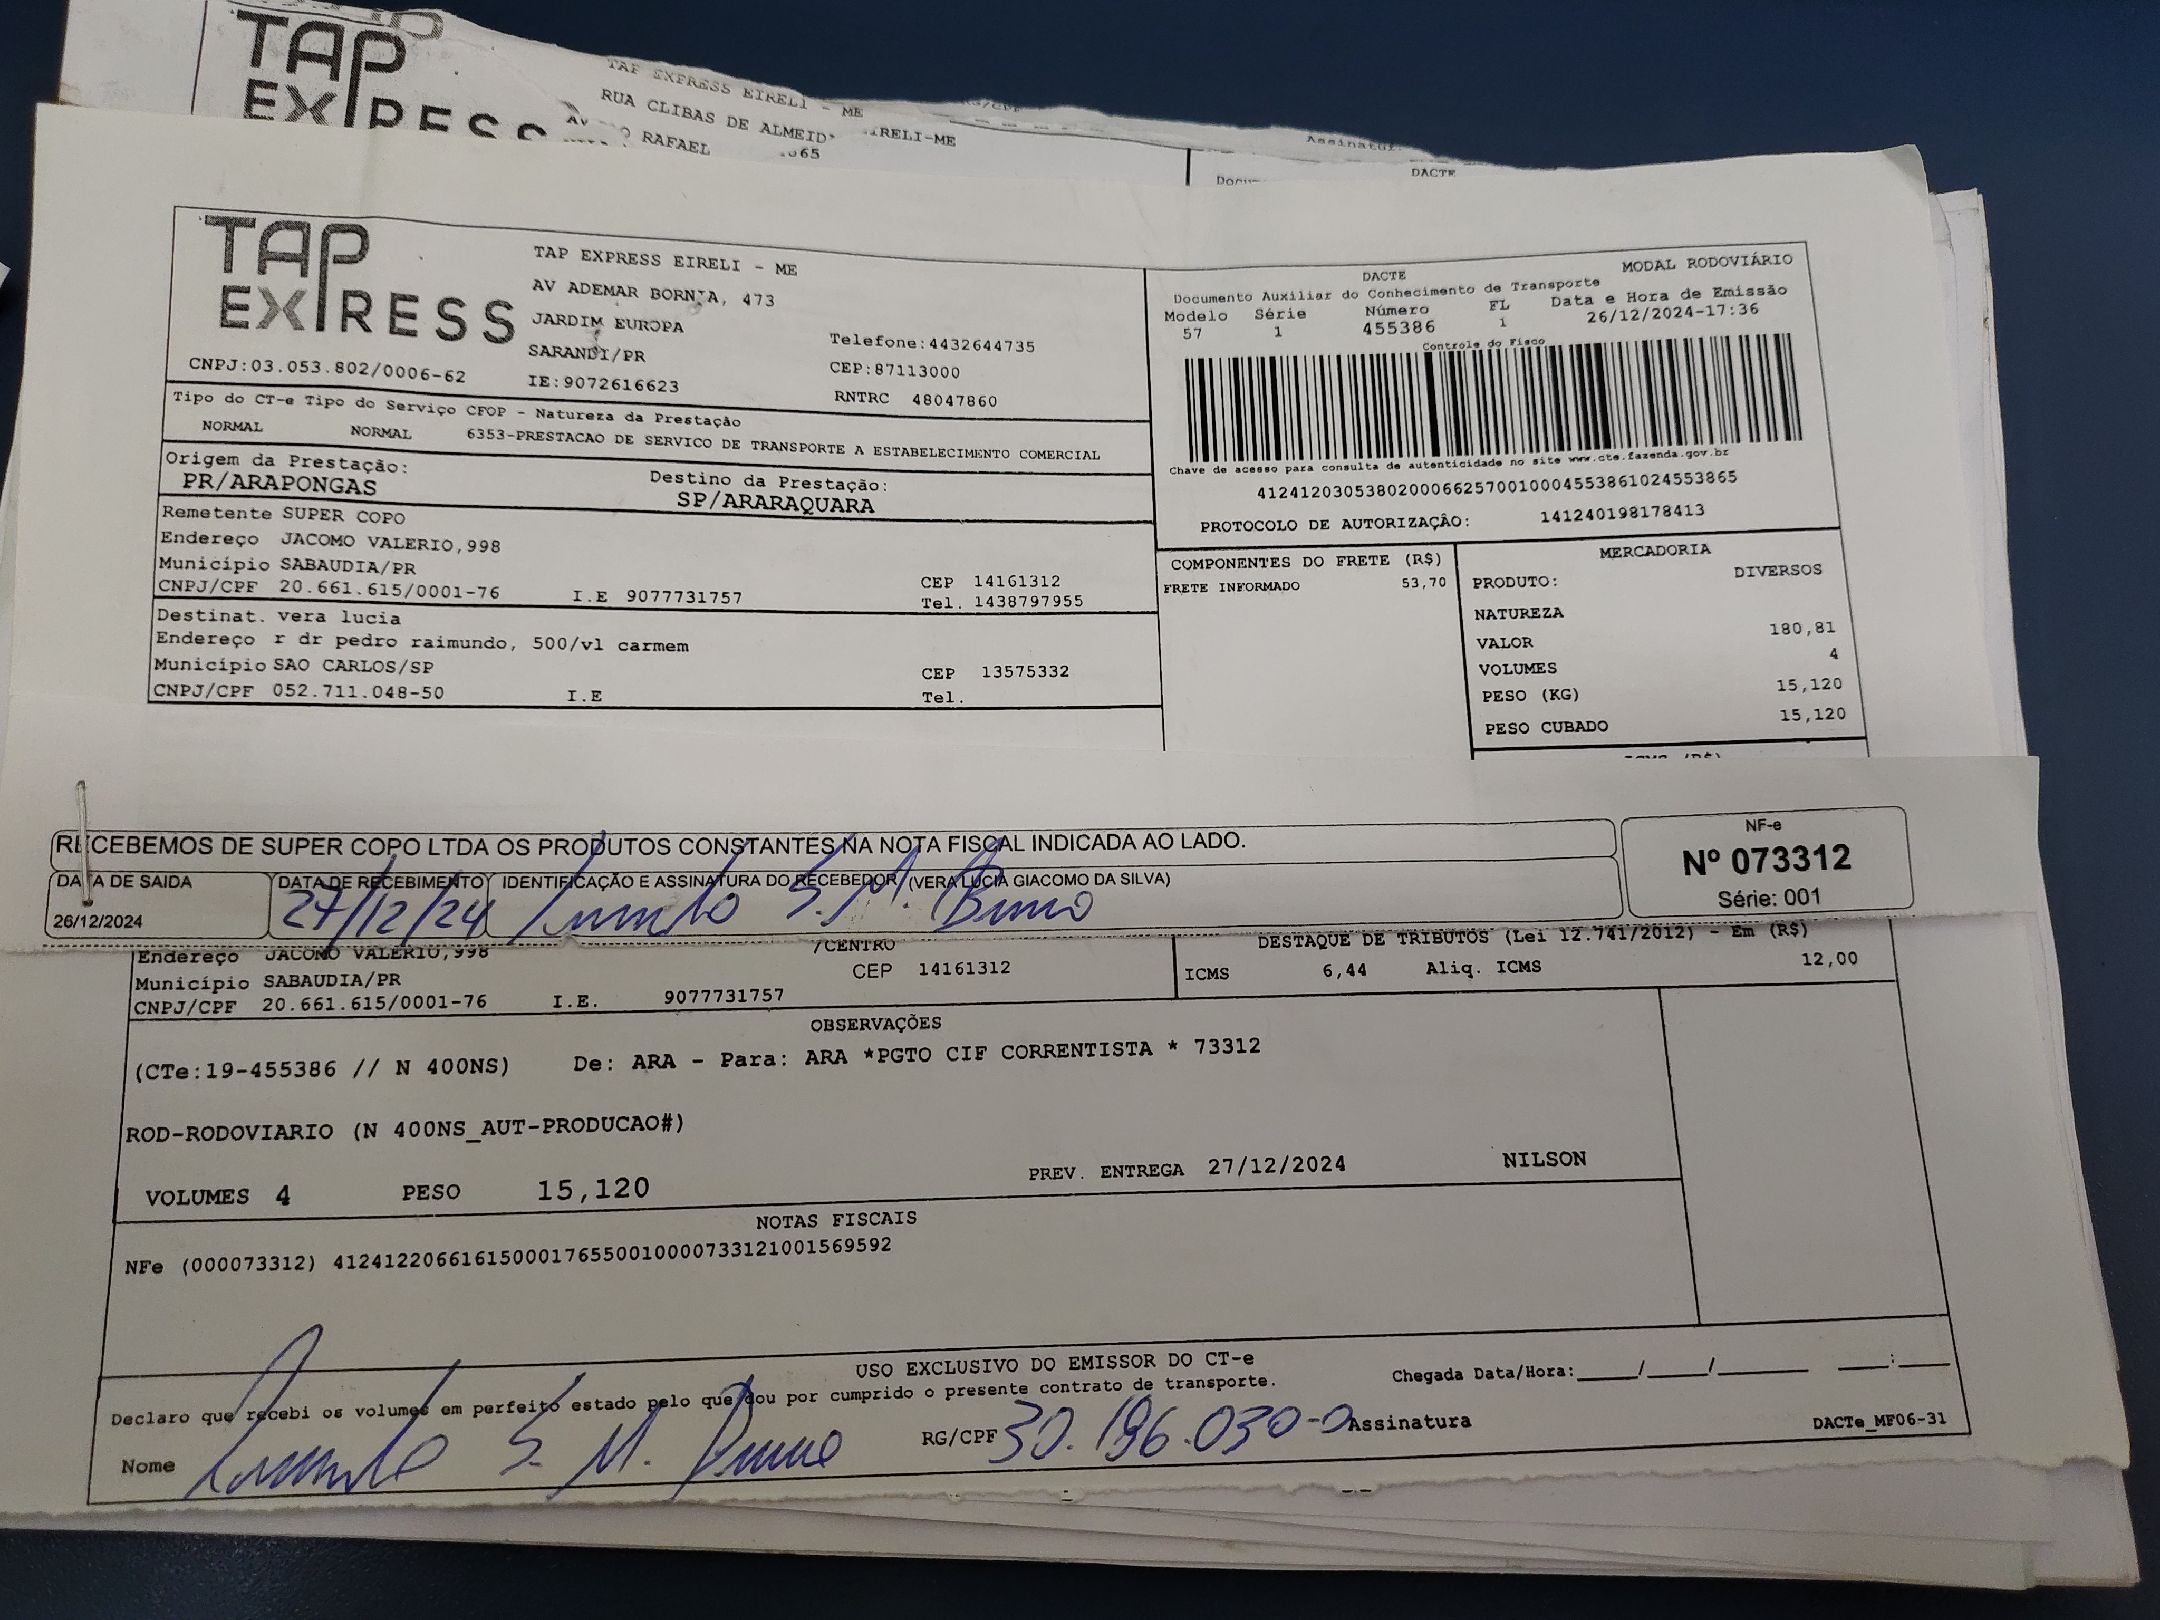 TAP
EXPRESS
TAP EXPRESS EIRELI - ME
RUA CLIBAS DE ALMEID
RAFAEL
IRELI-ME
DACTE
TAP
EXPRESS
CNPJ:03.053.802/0006-62
TAP EXPRESS EIRELI - ME
AV ADEMAR BORNIA, 473
JARDIM EUROPA
SARANDI/PR
IE:9072616623
Telefone:4432644735
CEP:87113000
RNTRC 48047860
DACTE MODAL RODOVIÁRIO
Documento Auxiliar do Conhecimento de Transporte
Modelo Série Número FL Data e Hora de Emissão
57 1 455386 1 26/12/2024-17:36
Controle do Fisco
Chave de acesso para consulta de autenticidade no site www.cte.fazenda.gov.br
41241203053802000662570010004553861024553865
PROTOCOLO DE AUTORIZAÇÃO: 141240198178413
Tipo do CT-e Tipo do Serviço CFOP - Natureza da Prestação
NORMAL NORMAL 6353-PRESTACAO DE SERVICO DE TRANSPORTE A ESTABELECIMENTO COMERCIAL
Origem da Prestação: Destino da Prestação:
PR/ARAPONGAS SP/ARARAQUARA
Remetente SUPER COPO
Endereço JACOMO VALERIO,998
Município SABAUDIA/PR CEP 14161312
CNPJ/CPF 20.661.615/0001-76 I.E 9077731757 Tel. 1438797955
Destinat. vera lucia
Endereço r dr pedro raimundo, 500/vl carmem
Município SAO CARLOS/SP CEP 13575332
CNPJ/CPF 052.711.048-50 I.E Tel.
COMPONENTES DO FRETE (R$)
FRETE INFORMADO 53,70
MERCADORIA
PRODUTO: DIVERSOS
NATUREZA
VALOR 180,81
VOLUMES 4
PESO (KG) 15,120
PESO CUBADO 15,120
RECEBEMOS DE SUPER COPO LTDA OS PRODUTOS CONSTANTES NA NOTA FISCAL INDICADA AO LADO.
DATA DE SAIDA DATA DE RECEBIMENTO IDENTIFICAÇÃO E ASSINATURA DO RECEBEDOR (VERA LUCIA GIACOMO DA SILVA)
26/12/2024 27/12/24 S. M.
NF-e
Nº 073312
Série: 001
Endereço JACOMO VALERIO,998 /CENTRO
Município SABAUDIA/PR CEP 14161312
CNPJ/CPF 20.661.615/0001-76 I.E. 9077731757
DESTAQUE DE TRIBUTOS (Lei 12.741/2012) - Em (R$)
ICMS 6,44 Aliq. ICMS 12,00
OBSERVAÇÕES
(CTe:19-455386 // N 400NS) De: ARA - Para: ARA *PGTO CIF CORRENTISTA * 73312
ROD-RODOVIARIO (N 400NS_AUT-PRODUCAO#)
VOLUMES 4 PESO 15,120 PREV. ENTREGA 27/12/2024 NILSON
NOTAS FISCAIS
NFe (000073312) 41241220661615000176550010000733121001569592
USO EXCLUSIVO DO EMISSOR DO CT-e
Declaro que recebi os volumes em perfeito estado pelo que dou por cumprido o presente contrato de transporte.
Chegada Data/Hora:_____/_____/________ ____:____
Nome S. M. RG/CPF 30.196.030-0 Assinatura
DACTe_MF06-31